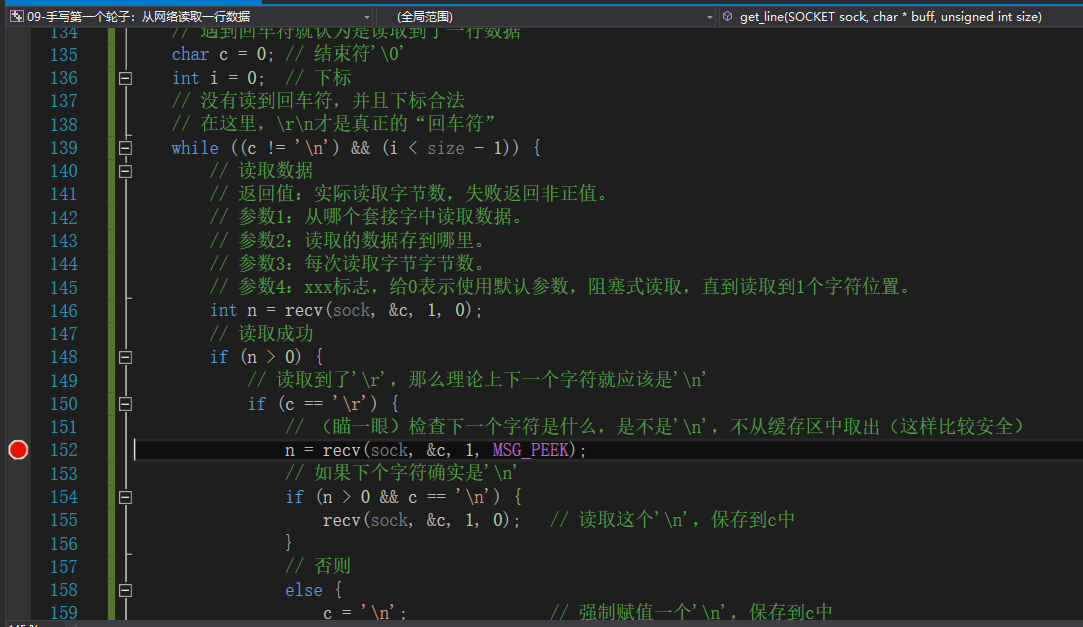 09-手写第一个轮子：从网络读取一行数据 (全局范围) get_line(SOCKET sock, char * buff, unsigned int size)
134 // 遇到回车符就认为是读取到了一行数据
135 char c = 0; // 结束符'\0'
136 int i = 0; // 下标
137 // 没有读到回车符，并且下标合法
138 // 在这里，\r\n才是真正的“回车符”
139 while ((c != '\n') && (i < size - 1)) {
140 // 读取数据
141 // 返回值：实际读取字节数，失败返回非正值。
142 // 参数1：从哪个套接字中读取数据。
143 // 参数2：读取的数据存到哪里。
144 // 参数3：每次读取字节字节数。
145 // 参数4：xxx标志，给0表示使用默认参数，阻塞式读取，直到读取到1个字符位置。
146 int n = recv(sock, &c, 1, 0);
147 // 读取成功
148 if (n > 0) {
149 // 读取到了'\r'，那么理论上下一个字符就应该是'\n'
150 if (c == '\r') {
151 // （瞄一眼）检查下一个字符是什么，是不是'\n'，不从缓存区中取出（这样比较安全）
152 n = recv(sock, &c, 1, MSG_PEEK);
153 // 如果下个字符确实是'\n'
154 if (n > 0 && c == '\n') {
155 recv(sock, &c, 1, 0); // 读取这个'\n'，保存到c中
156 }
157 // 否则
158 else {
159 c = '\n'; // 强制赋值一个'\n'，保存到c中